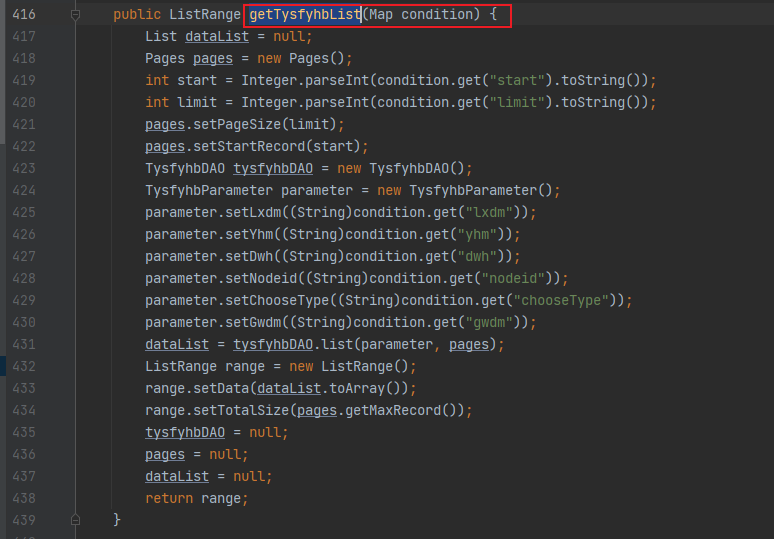 416 public ListRange getTysfyhbList(Map condition) {
417 List dataList = null;
418 Pages pages = new Pages();
419 int start = Integer.parseInt(condition.get("start").toString());
420 int limit = Integer.parseInt(condition.get("limit").toString());
421 pages.setPageSize(limit);
422 pages.setStartRecord(start);
423 TysfyhbDAO tysfyhbDAO = new TysfyhbDAO();
424 TysfyhbParameter parameter = new TysfyhbParameter();
425 parameter.setLxdm((String)condition.get("lxdm"));
426 parameter.setYhm((String)condition.get("yhm"));
427 parameter.setDwh((String)condition.get("dwh"));
428 parameter.setNodeid((String)condition.get("nodeid"));
429 parameter.setChooseType((String)condition.get("chooseType"));
430 parameter.setGwdm((String)condition.get("gwdm"));
431 dataList = tysfyhbDAO.list(parameter, pages);
432 ListRange range = new ListRange();
433 range.setData(dataList.toArray());
434 range.setTotalSize(pages.getMaxRecord());
435 tysfyhbDAO = null;
436 pages = null;
437 dataList = null;
438 return range;
439 }